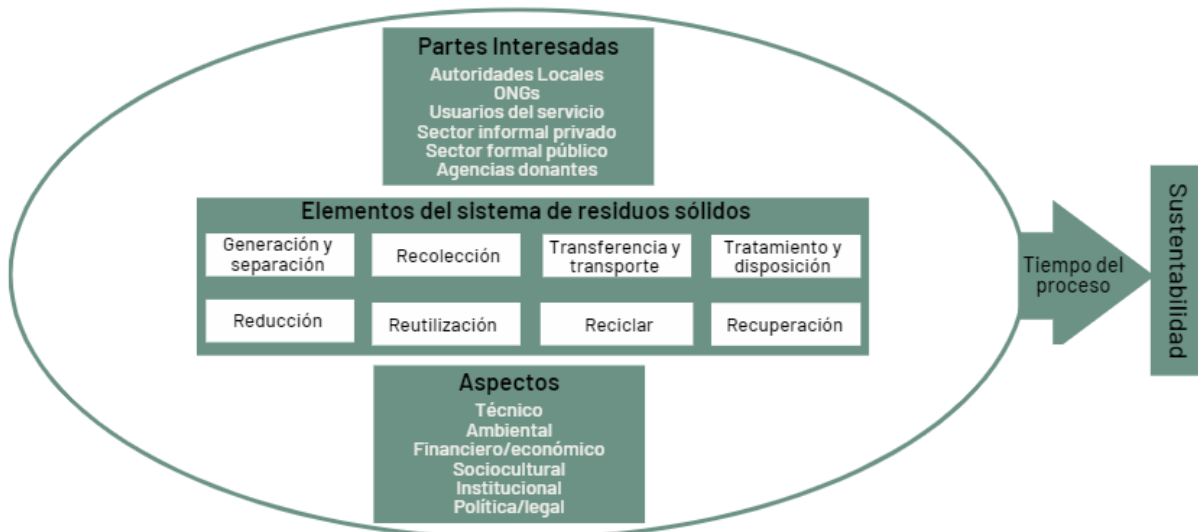 Partes Interesadas
Autoridades Locales
ONGs
Usuarios del servicio
Sector informal privado
Sector formal público
Agencias donantes
Elementos del sistema de residuos sólidos
Generación y
separación
Recolección
Transferencia y
transporte
Tratamiento y
disposición
Reducción
Reutilización
Reciclar
Recuperación
Aspectos
Técnico
Ambiental
Financiero/económico
Sociocultural
Institucional
Política/legal
Tiempo del
proceso
Sustentabilidad